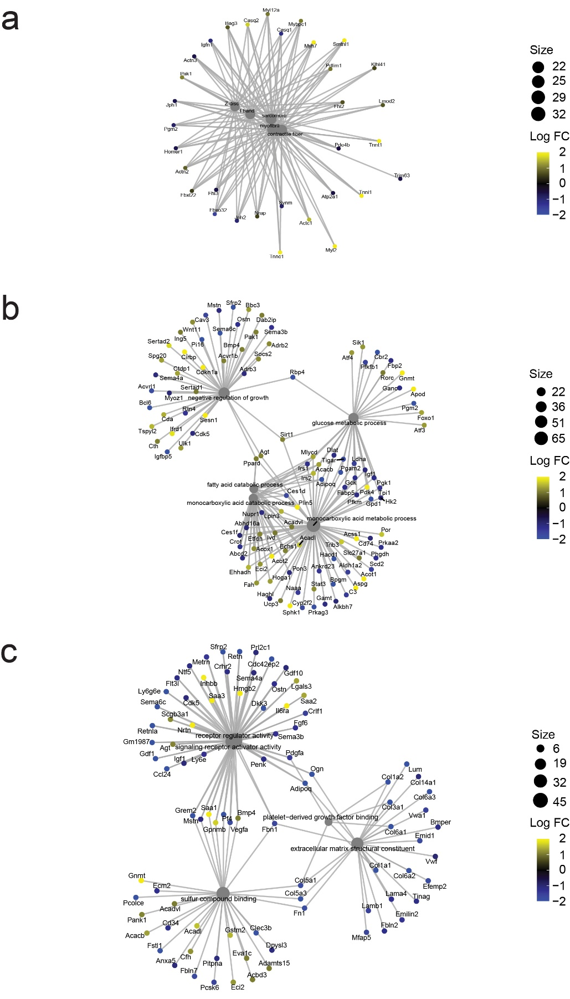 a
Myl12a
Bag3
Casq2
Mybpc1
Casq1
Igfn1
Myh7
Smtnl1
Actn3
Pdlim1
Klhl41
Pak1
Z disc
I band
Jph1
Fhl2
Lmod2
sarcomere
myofibril
contractile fiber
Pgm2
Homer1
Pde4b
Tnnt1
Actn2
Trim63
Fbxl22
Fhl3
Atp2a1
Tnni1
Fbxo32
Jph2
Nrap
Synm
Actc1
Tnnc1
Myl2
Size
22
25
29
32
Log FC
2
1
0
−1
−2
b
Mstn
Sfrp2
Bbc3
Cav3
Ostn
Dab2ip
Wnt11
Sema6c
Sema3b
Ing5
Pak1
Sertad2
Pi16
Bmp4
Adrb2
Spg20
Cirbp
Acvr1b
Socs2
Ctdp1
Cdkn1a
Adrb3
Sema4a
Acvrl1
Sertad1
Myoz1
negative regulation of growth
Bcl6
Rtn4
Cda
Sesn1
Tspyl2
Ifrd1
Cdk5
Cth
Ulk1
Igfbp5
Rbp4
Sik1
Atf4
Cbr2
Pfkfb1
Fbp2
Rorc
Gnmt
Ganc
Apod
Pgm2
Foxo1
glucose metabolic process
Atf3
Sirt1
Agt
Ppard
Mlycd
Dlat
Tigar
Ldha
Irs1
Acacb
Pgam2
Igf1
Irs2
Adipoq
Gck
Pgk1
fatty acid catabolic process
Ces1d
Fabp5
Pdk4
Tpi1
monocarboxylic acid catabolic process
Plin5
Pfkm
Gpd1
Hk2
Nupr1
Lpin3
monocarboxylic acid metabolic process
Abhd16a
Acadvl
Ces1f
Etfdh
Ivd
Acadl
Acss1
Por
Crot
Echs1
Trib3
Cd74
Prkaa2
Abcd2
Acox1
Hacd1
Slc27a1
Phgdh
Acot2
Ehhadh
Eci2
Pon3
Ankrd23
Aldh1a2
Scd2
Hoga1
Acot1
Fah
Naaa
Stat3
Bpgm
Aspg
Haghl
C3
Ucp3
Cyp2f2
Gamt
Alkbh7
Sphk1
Prkag3
Size
22
36
51
65
Log FC
2
1
0
−1
−2
c
Sfrp2
Retn
Prl2c1
Metrn
Crhr2
Cdc42ep2
Ntf5
Sema4a
Gdf10
Flt3l
Inhbb
Hmgb2
Ostn
Lgals3
Ly6g6e
Saa3
Saa2
Sema6c
Cdk5
Dkk3
Il6ra
Crlf1
Scgb3a1
Fgf6
Retnla
Nrtn
receptor regulator activity
Sema3b
Gm1987
Agt
signaling receptor activator activity
Gdf1
Igf1
Ly6e
Pdgfa
Ccl24
Penk
Ogn
Adipoq
Lum
Col1a2
Col14a1
Col6a3
Col3a1
Grem2
Saa1
Pf4
Bmp4
platelet−derived growth factor binding
Vwa1
Mstn
Gpnmb
Vegfa
Fbn1
Col6a1
Bmper
Emid1
extracellular matrix structural constituent
Vwf
Col1a1
Col6a2
Gnmt
Ecm2
Col5a1
Efemp2
Pcolce
sulfur compound binding
Col5a3
Lama4
Tinag
Acadvl
Fn1
Lamb1
Pank1
Emilin2
Cd34
Acadl
Gstm2
Clec3b
Fbln2
Acacb
Mfap5
Fstl1
Dpysl3
Anxa5
Cfh
Pitpna
Eva1c
Adamts15
Fbln7
Acbd3
Pcsk6
Eci2
Size
6
19
32
45
Log FC
2
1
0
−1
−2